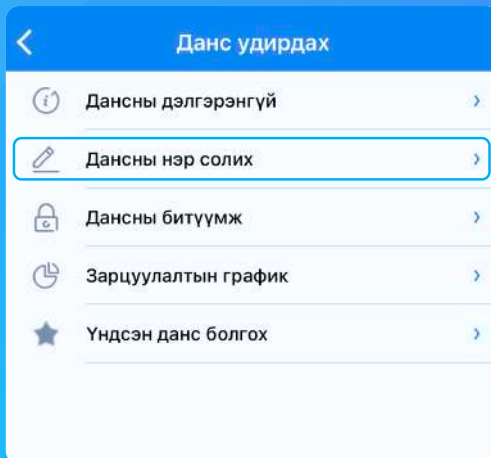 Данс удирдах
Дансны дэлгэрэнгүй
Дансны нэр солих
Дансны битүүмж
Зарцуулалтын график
Үндсэн данс болгох